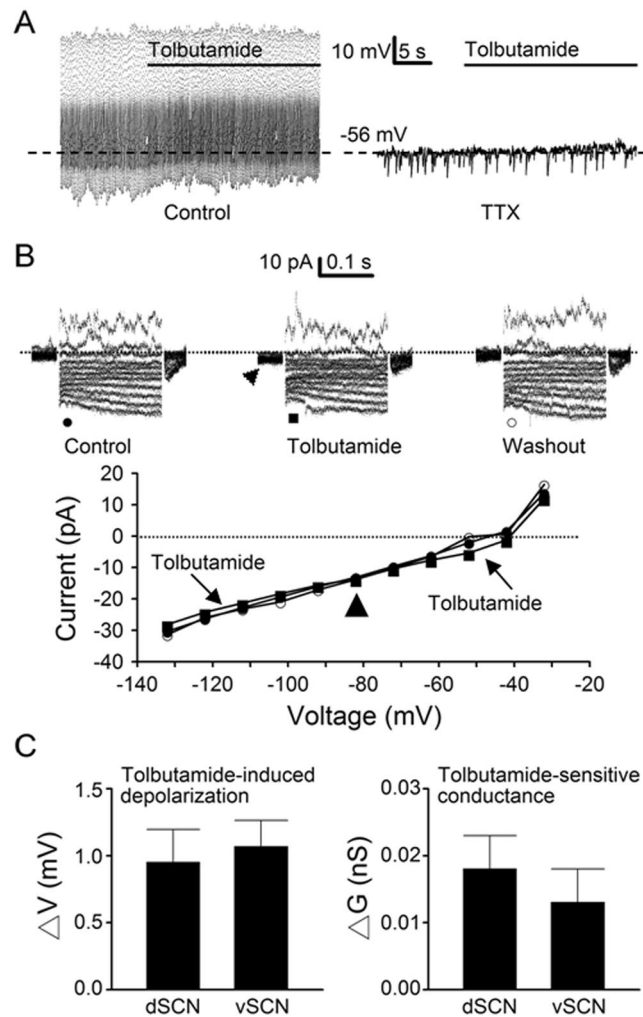 A
Tolbutamide
10 mV 5 s
Tolbutamide
-56 mV
Control
TTX
B
10 pA 0.1 s
Control
Tolbutamide
Washout
20
10
0
-10
-20
-30
-40
Current (pA)
Tolbutamide
Tolbutamide
-140 -120 -100 -80 -60 -40 -20
Voltage (mV)
C
Tolbutamide-induced
depolarization
1.5
1.0
0.5
0.0
△V (mV)
dSCN vSCN
Tolbutamide-sensitive
conductance
0.03
0.02
0.01
0.00
△G (nS)
dSCN vSCN